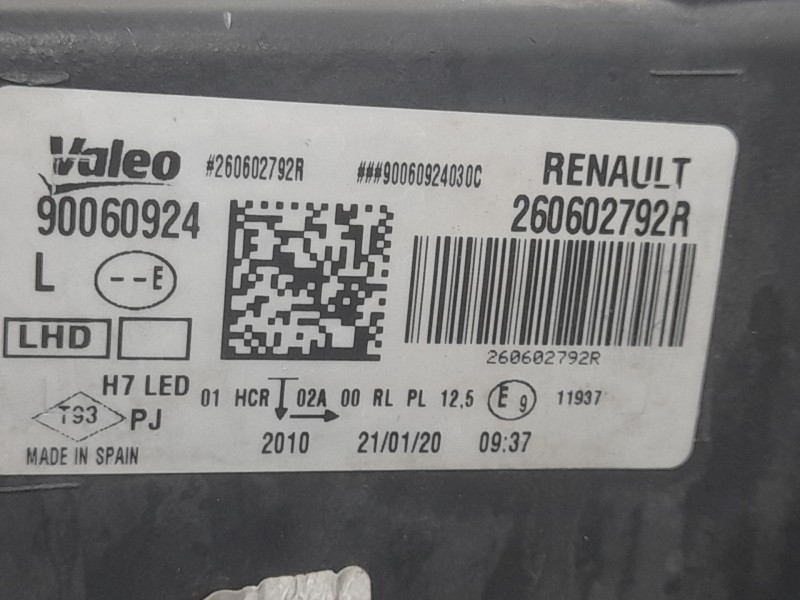 Valeo #260602792R ###90060924030C RENAULT
90060924 260602792R
L --E
LHD
260602792R
H7 LED 01 HCR 02A 00 RL PL 12,5 E9 11937
T93 PJ
2010 21/01/20 09:37
MADE IN SPAIN